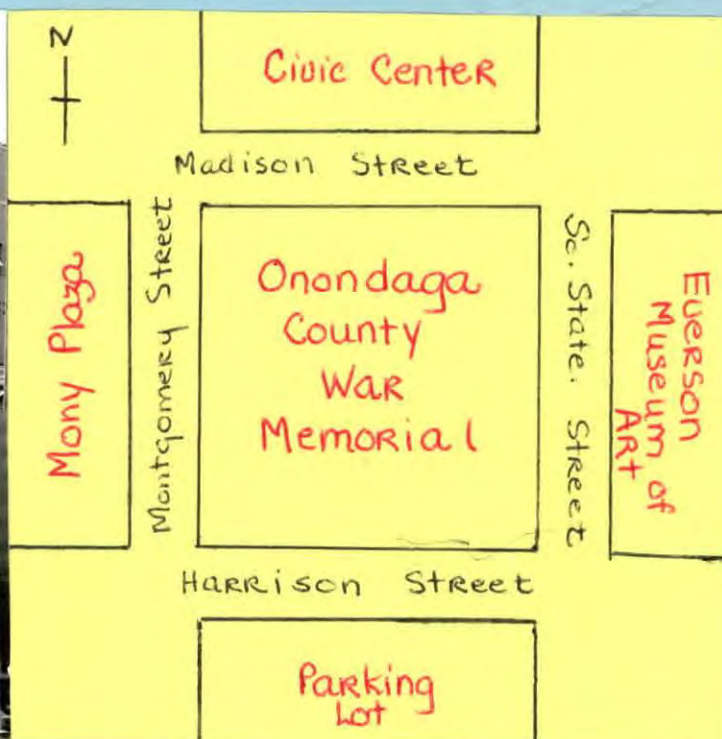 N
Civic Center
Madison Street
Mony Plaza
Montgomery Street
Onondaga
County
War
Memorial
So. State. Street
Everson
Museum of
Art
Harrison Street
Parking
Lot